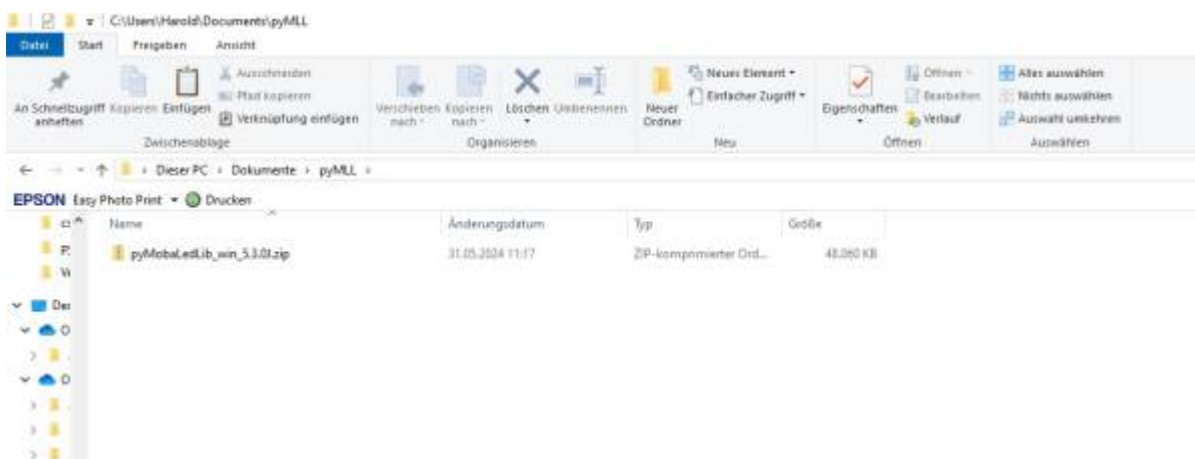 C:\Users\Harold\Documents\pyMLL
Datei Start Freigeben Ansicht
An Schnellzugriff anheften
Kopieren
Einfügen
Ausschneiden
Pfad kopieren
Verknüpfung einfügen
Zwischenablage
Verschieben nach
Kopieren nach
Löschen
Umbenennen
Organisieren
Neuer Ordner
Neues Element
Einfacher Zugriff
Neu
Eigenschaften
Öffnen
Bearbeiten
Verlauf
Öffnen
Alles auswählen
Nichts auswählen
Auswahl umkehren
Auswählen
Dieser PC › Dokumente › pyMLL ›
EPSON Easy Photo Print Drucken
Name Änderungsdatum Typ Größe
pyMobaLedLib_win_5.3.0I.zip 31.05.2024 11:17 ZIP-komprimierter Ord... 48.060 KB
Des
O
O